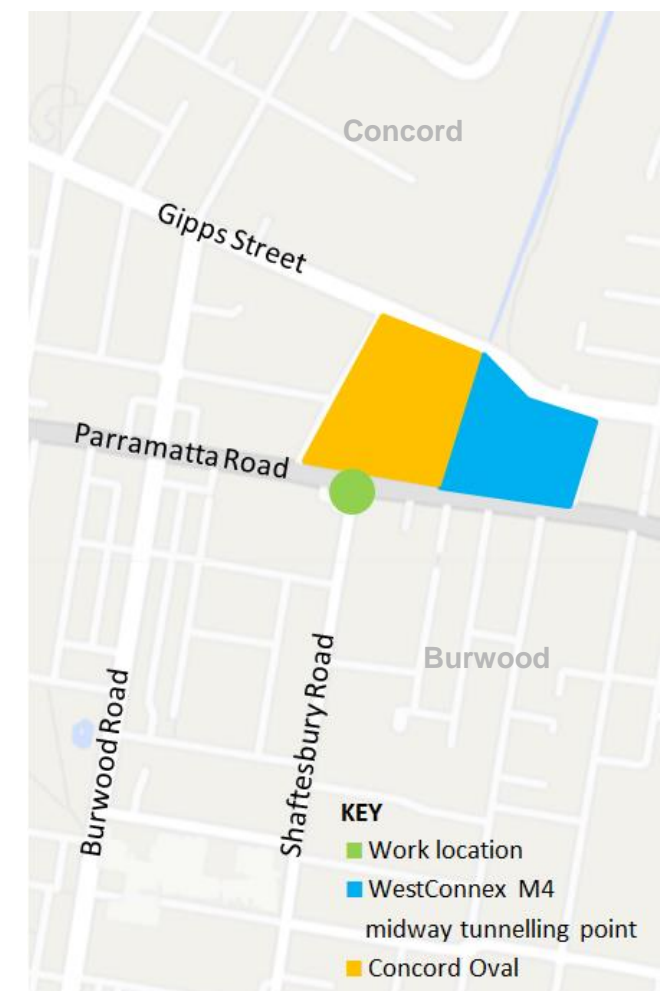 Concord
Gipps Street
Parramatta Road
Burwood
Shaftesbury Road
Burwood Road
KEY
Work location
WestConnex M4
midway tunnelling point
Concord Oval